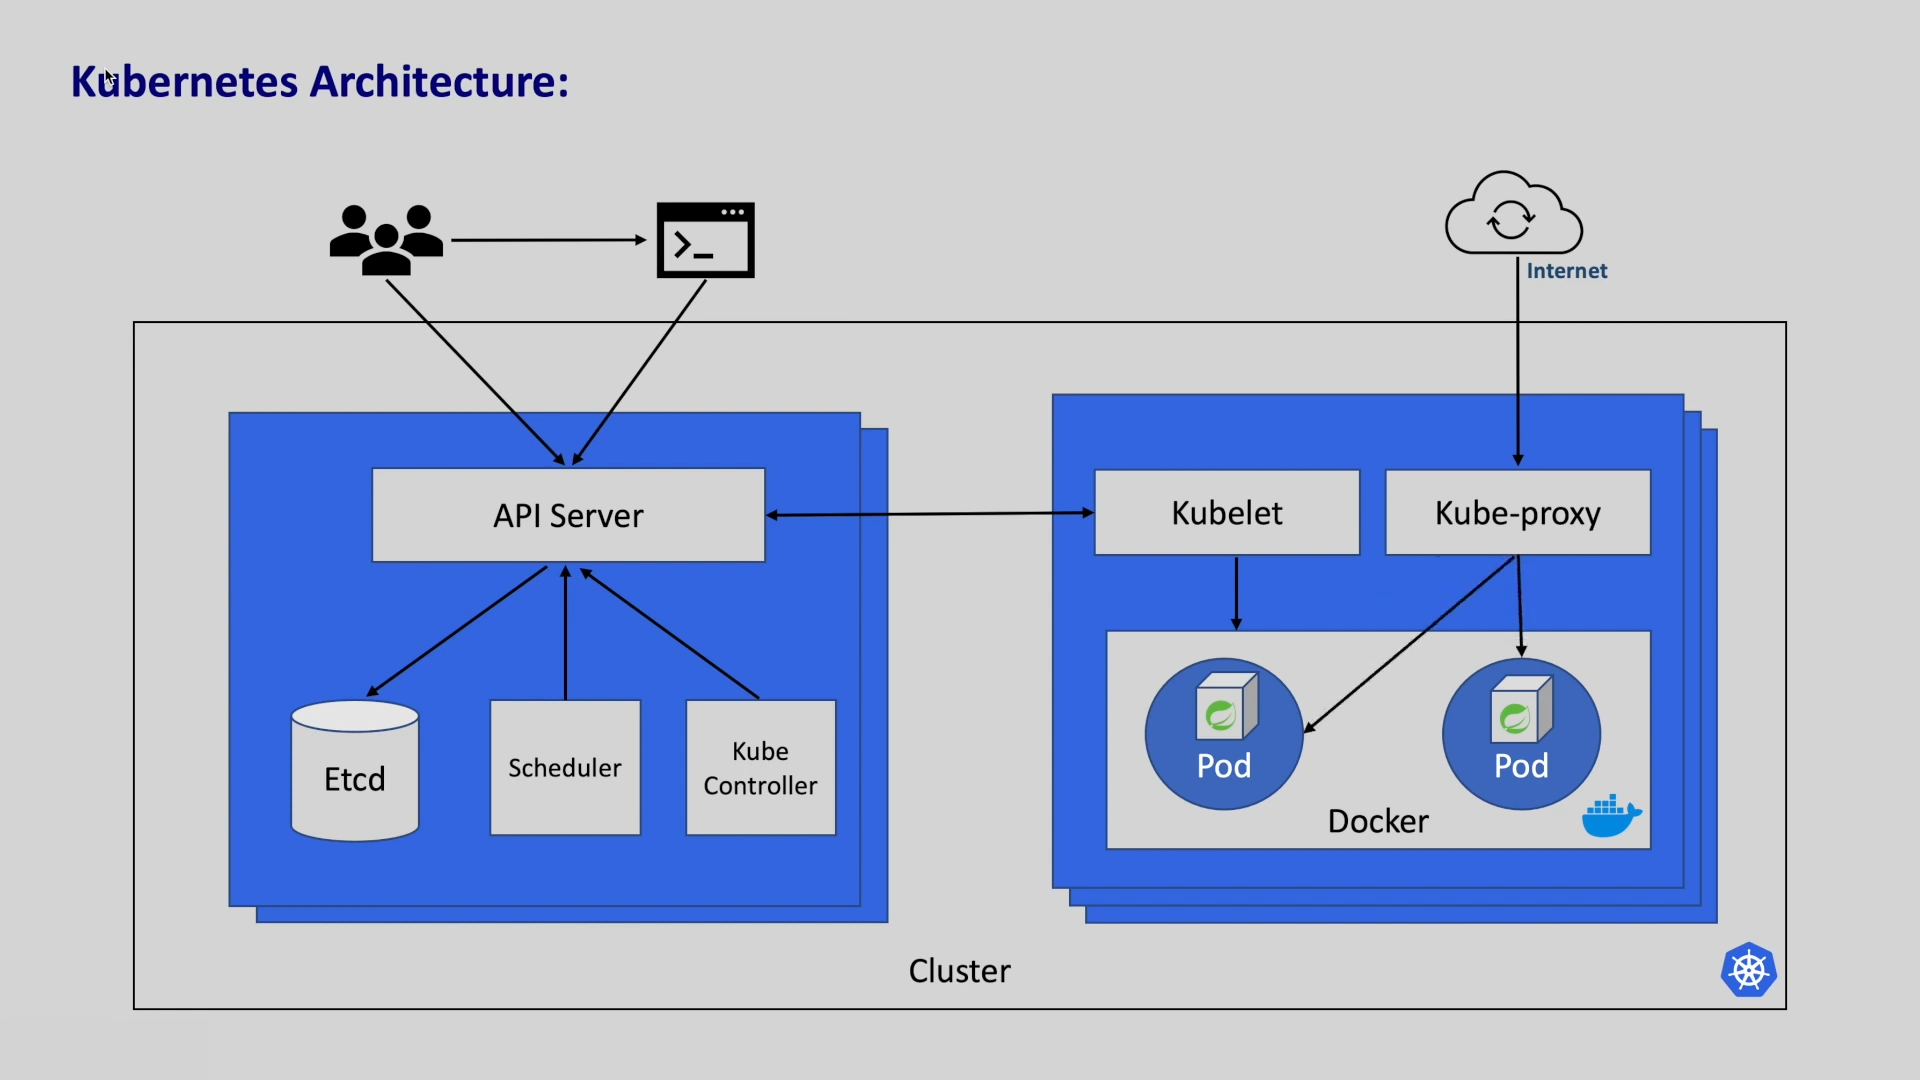 Kubernetes Architecture:
Internet
API Server
Kubelet
Kube-proxy
Etcd
Scheduler
Kube
Controller
Pod
Pod
Docker
Cluster